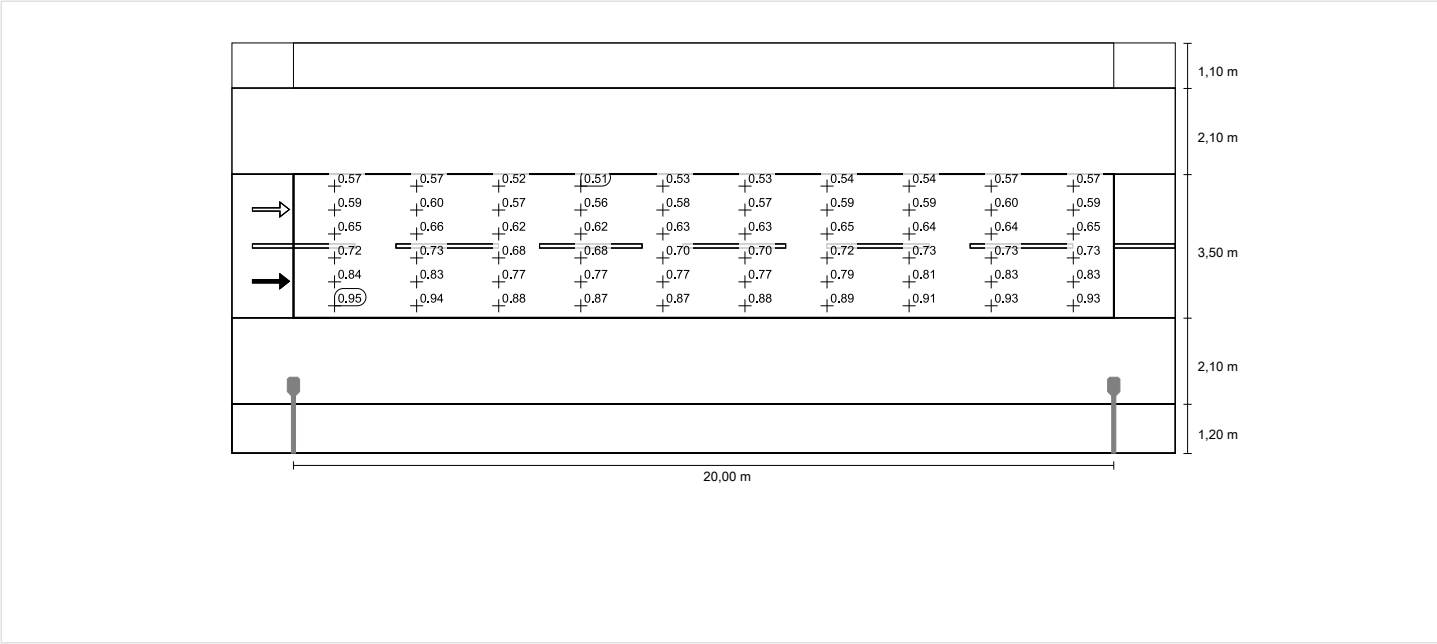 1,10 m
2,10 m
0.57 0.57 0.52 0.51 0.53 0.53 0.54 0.54 0.57 0.57
0.59 0.60 0.57 0.56 0.58 0.57 0.59 0.59 0.60 0.59
0.65 0.66 0.62 0.62 0.63 0.63 0.65 0.64 0.64 0.65
0.72 0.73 0.68 0.68 0.70 0.70 0.72 0.73 0.73 0.73
3,50 m
0.84 0.83 0.77 0.77 0.77 0.77 0.79 0.81 0.83 0.83
0.95 0.94 0.88 0.87 0.87 0.88 0.89 0.91 0.93 0.93
2,10 m
1,20 m
20,00 m